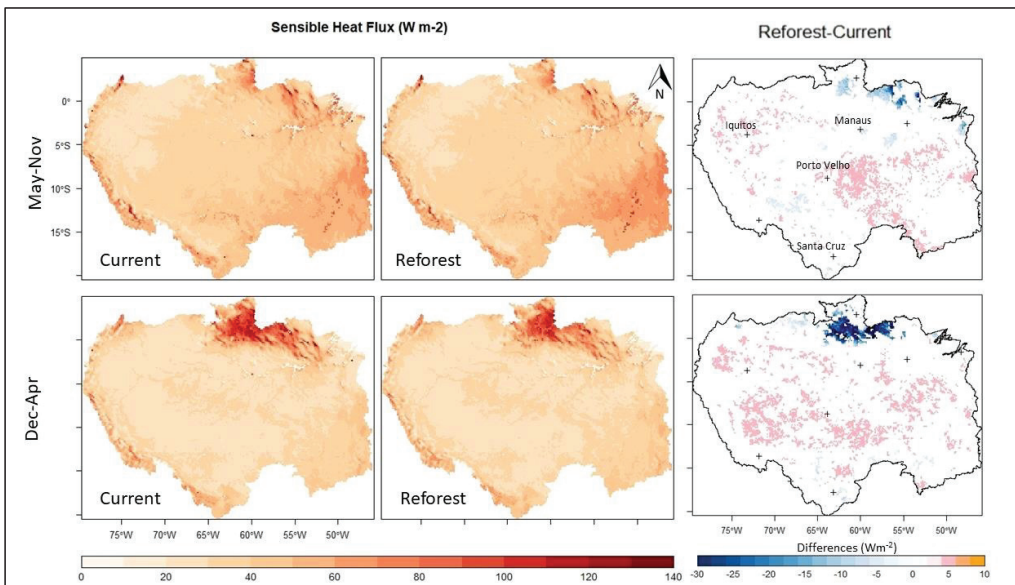 Sensible Heat Flux (W m-2)
Reforest-Current
May-Nov
0°
5°S
10°S
15°S
Current
Reforest
N
Iquitos
Manaus
Porto Velho
Santa Cruz
Dec-Apr
Current
Reforest
75°W 70°W 65°W 60°W 55°W 50°W
75°W 70°W 65°W 60°W 55°W 50°W
Differences (Wm-2)
0 20 40 60 80 100 120 140
-30 -25 -20 -15 -10 -5 0 5 10